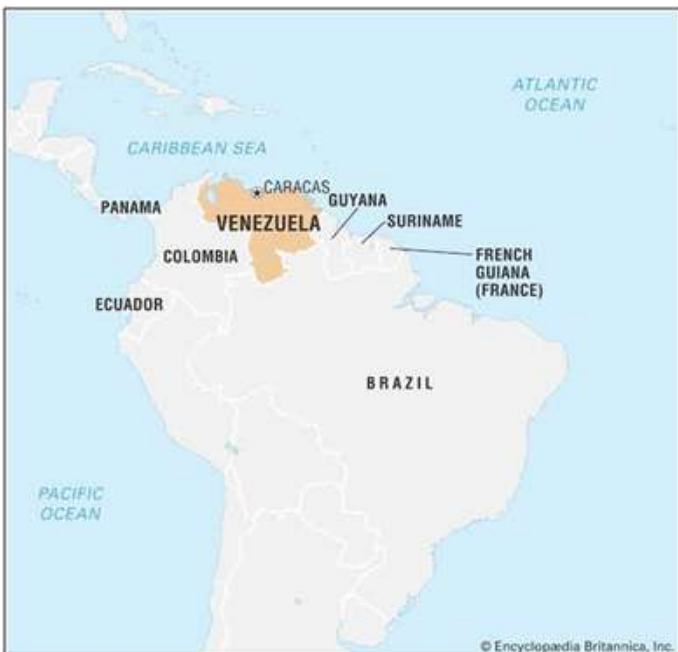 ATLANTIC
OCEAN
CARIBBEAN SEA
CARACAS
GUYANA
PANAMA
VENEZUELA
SURINAME
COLOMBIA
FRENCH
GUIANA
(FRANCE)
ECUADOR
BRAZIL
PACIFIC
OCEAN
© Encyclopædia Britannica, Inc.